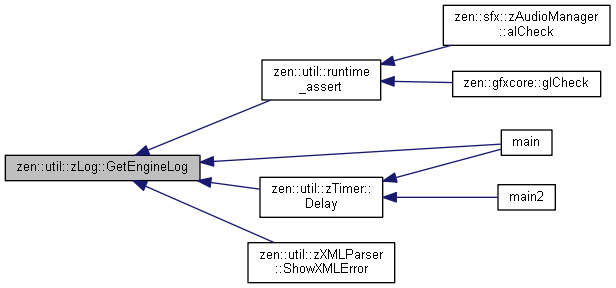 zen::sfx::zAudioManager
::alCheck
zen::util::runtime
_assert
zen::gfxcore::glCheck
main
zen::util::zLog::GetEngineLog
zen::util::zTimer::
Delay
main2
zen::util::zXMLParser
::ShowXMLError